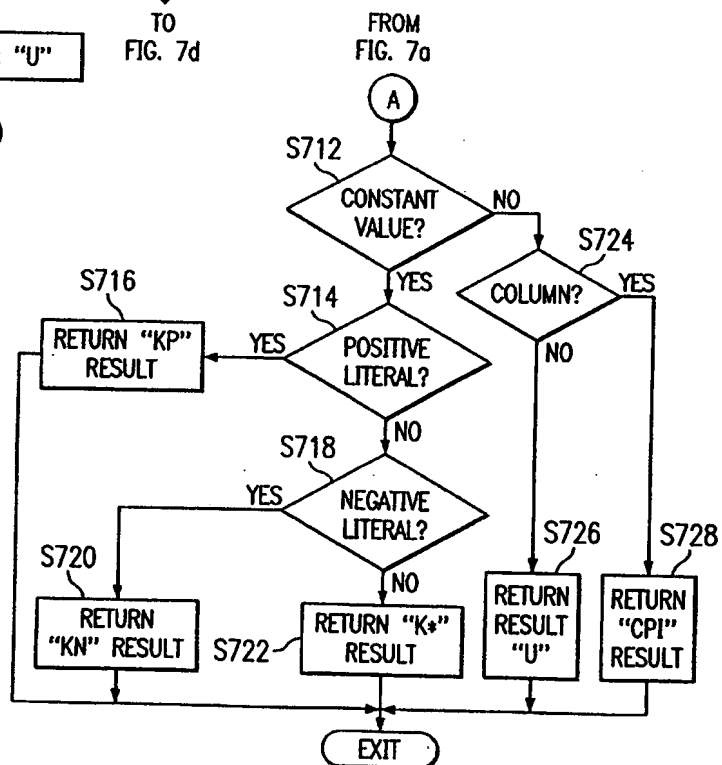 TO
FIG. 7d
"U"
FROM
FIG. 7a
A
S712
CONSTANT
VALUE?
NO
YES
S724
COLUMN?
YES
NO
S716
RETURN "KP"
RESULT
S714
YES
POSITIVE
LITERAL?
NO
S718
YES
NEGATIVE
LITERAL?
NO
S720
RETURN
"KN" RESULT
S722
RETURN "K*"
RESULT
S726
RETURN
RESULT
"U"
S728
RETURN
"CPI"
RESULT
EXIT